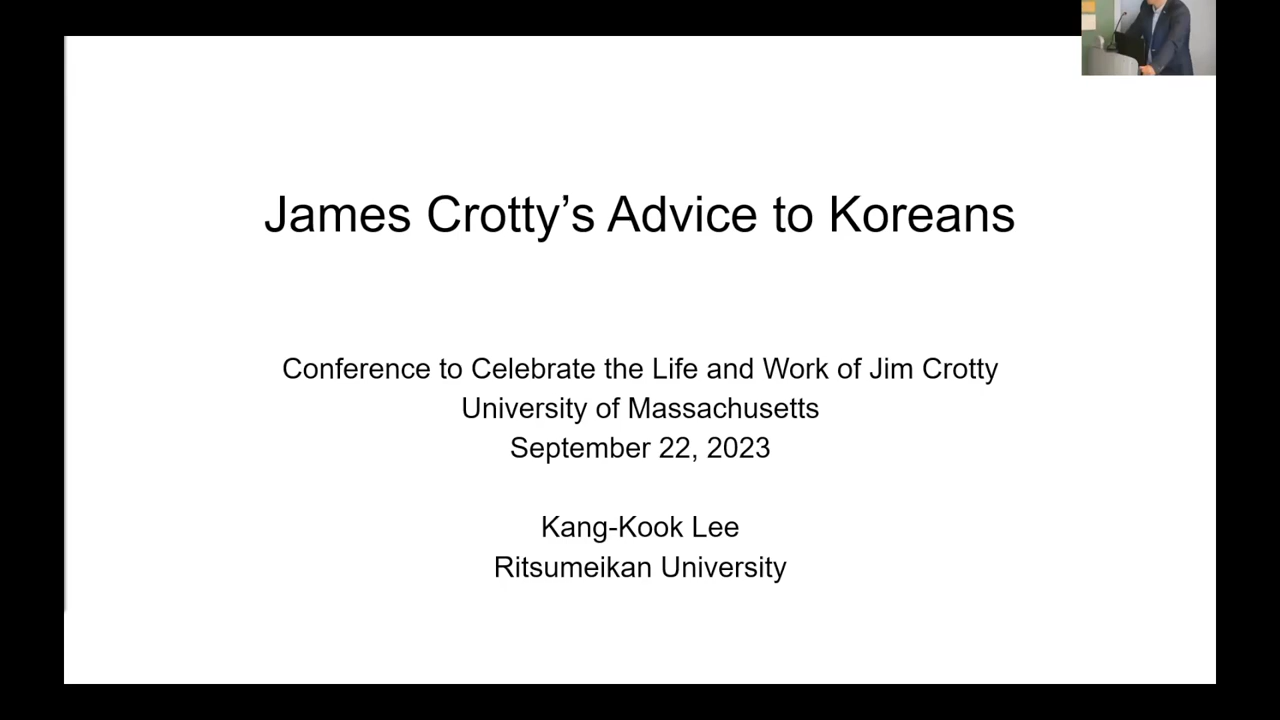 James Crotty’s Advice to Koreans
Conference to Celebrate the Life and Work of Jim Crotty
University of Massachusetts
September 22, 2023
Kang-Kook Lee
Ritsumeikan University